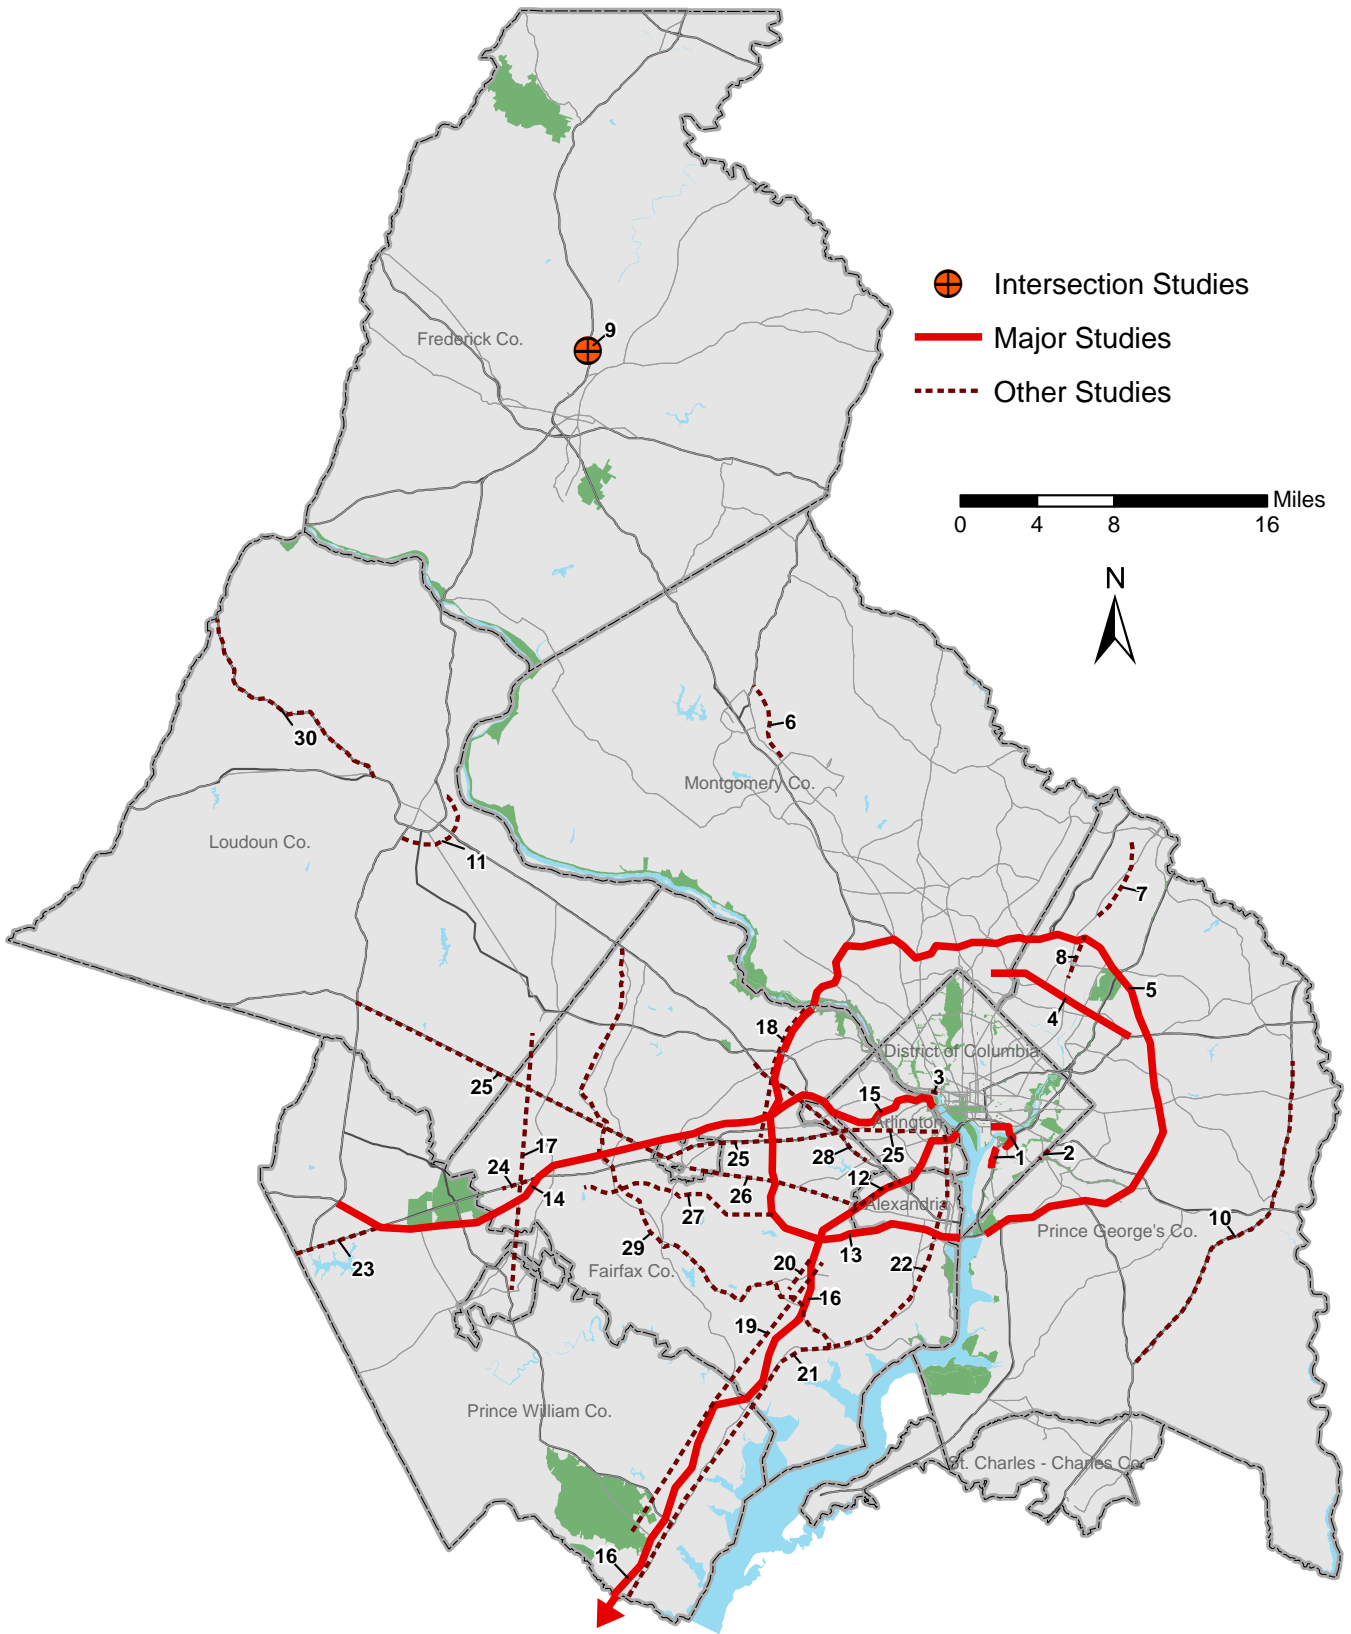 9
Intersection Studies
Frederick Co.
Major Studies
Other Studies
Miles
0 4 8 16
N
6
30
Montgomery Co.
Loudoun Co.
11
7
8
5
4
18
District of Columbia
25
3
15
Arlington
17
25
28
25
1
2
24
14
26
12
27
Alexandria
10
Prince George's Co.
29
13
23
Fairfax Co.
20
22
16
19
21
Prince William Co.
St. Charles - Charles Co.
16